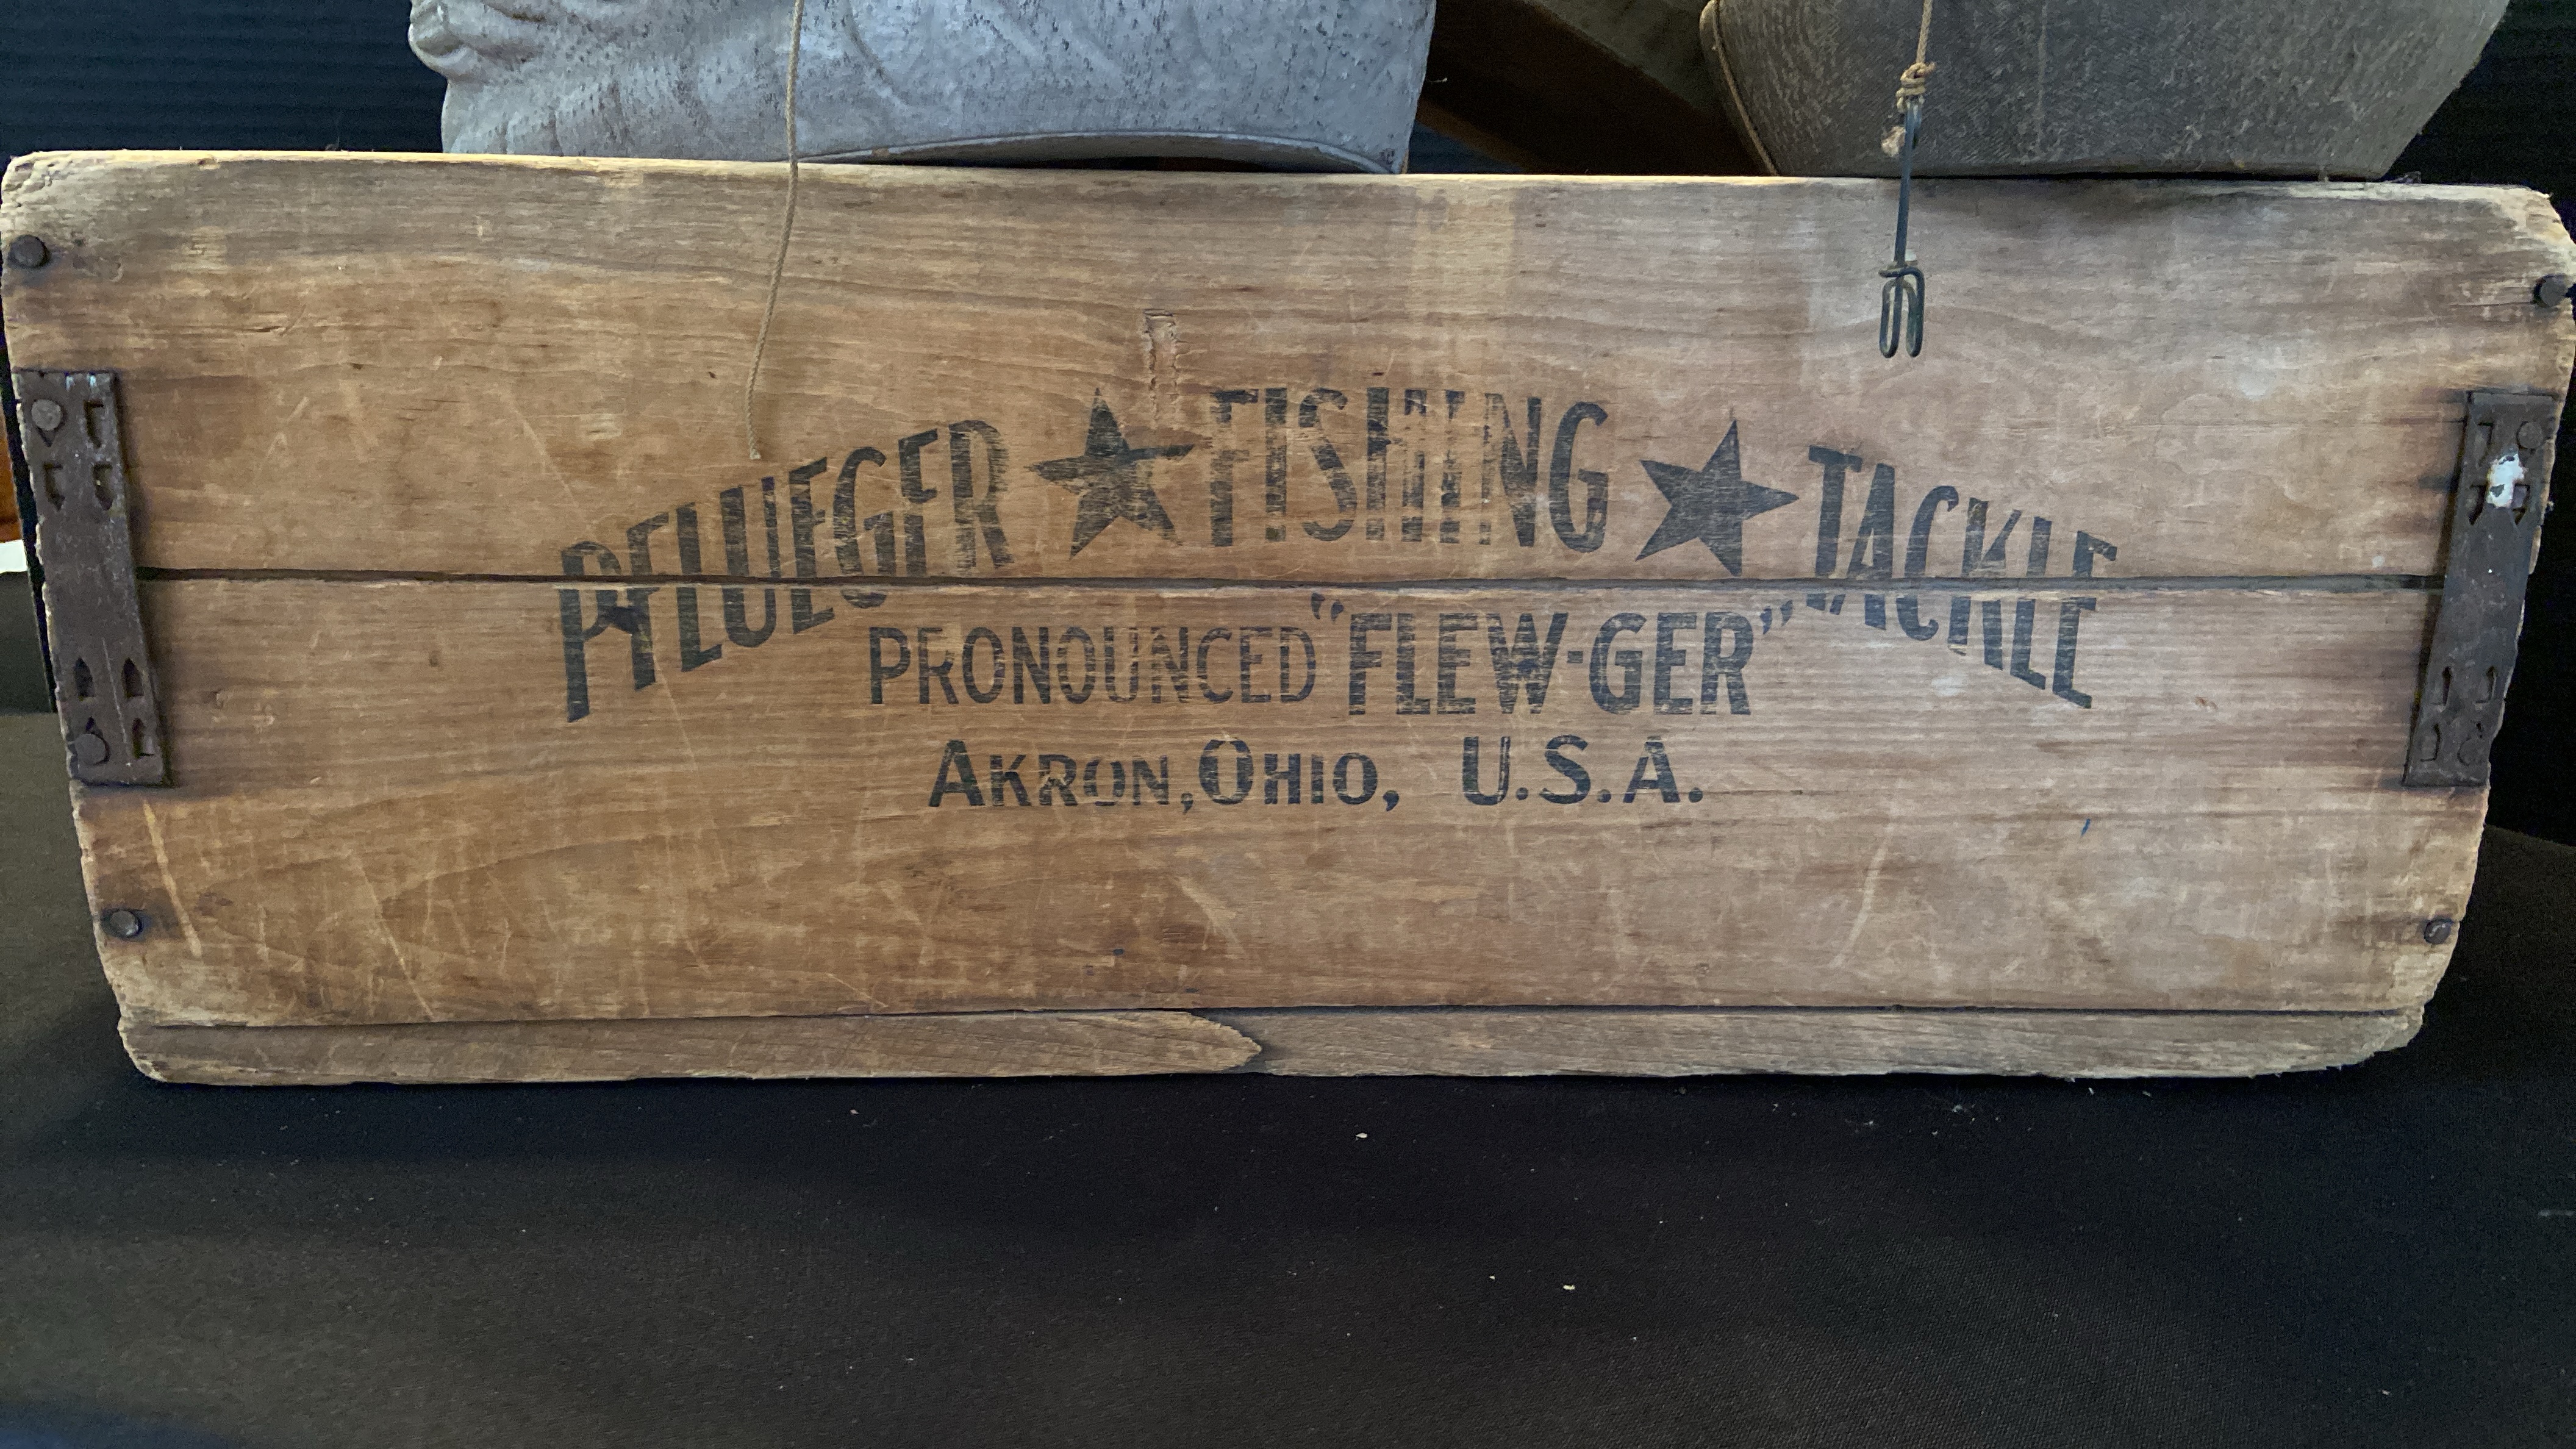 PFLUEGER ★ FISHING ★ TACKLE
PRONOUNCED "FLEW-GER"
AKRON, OHIO, U.S.A.